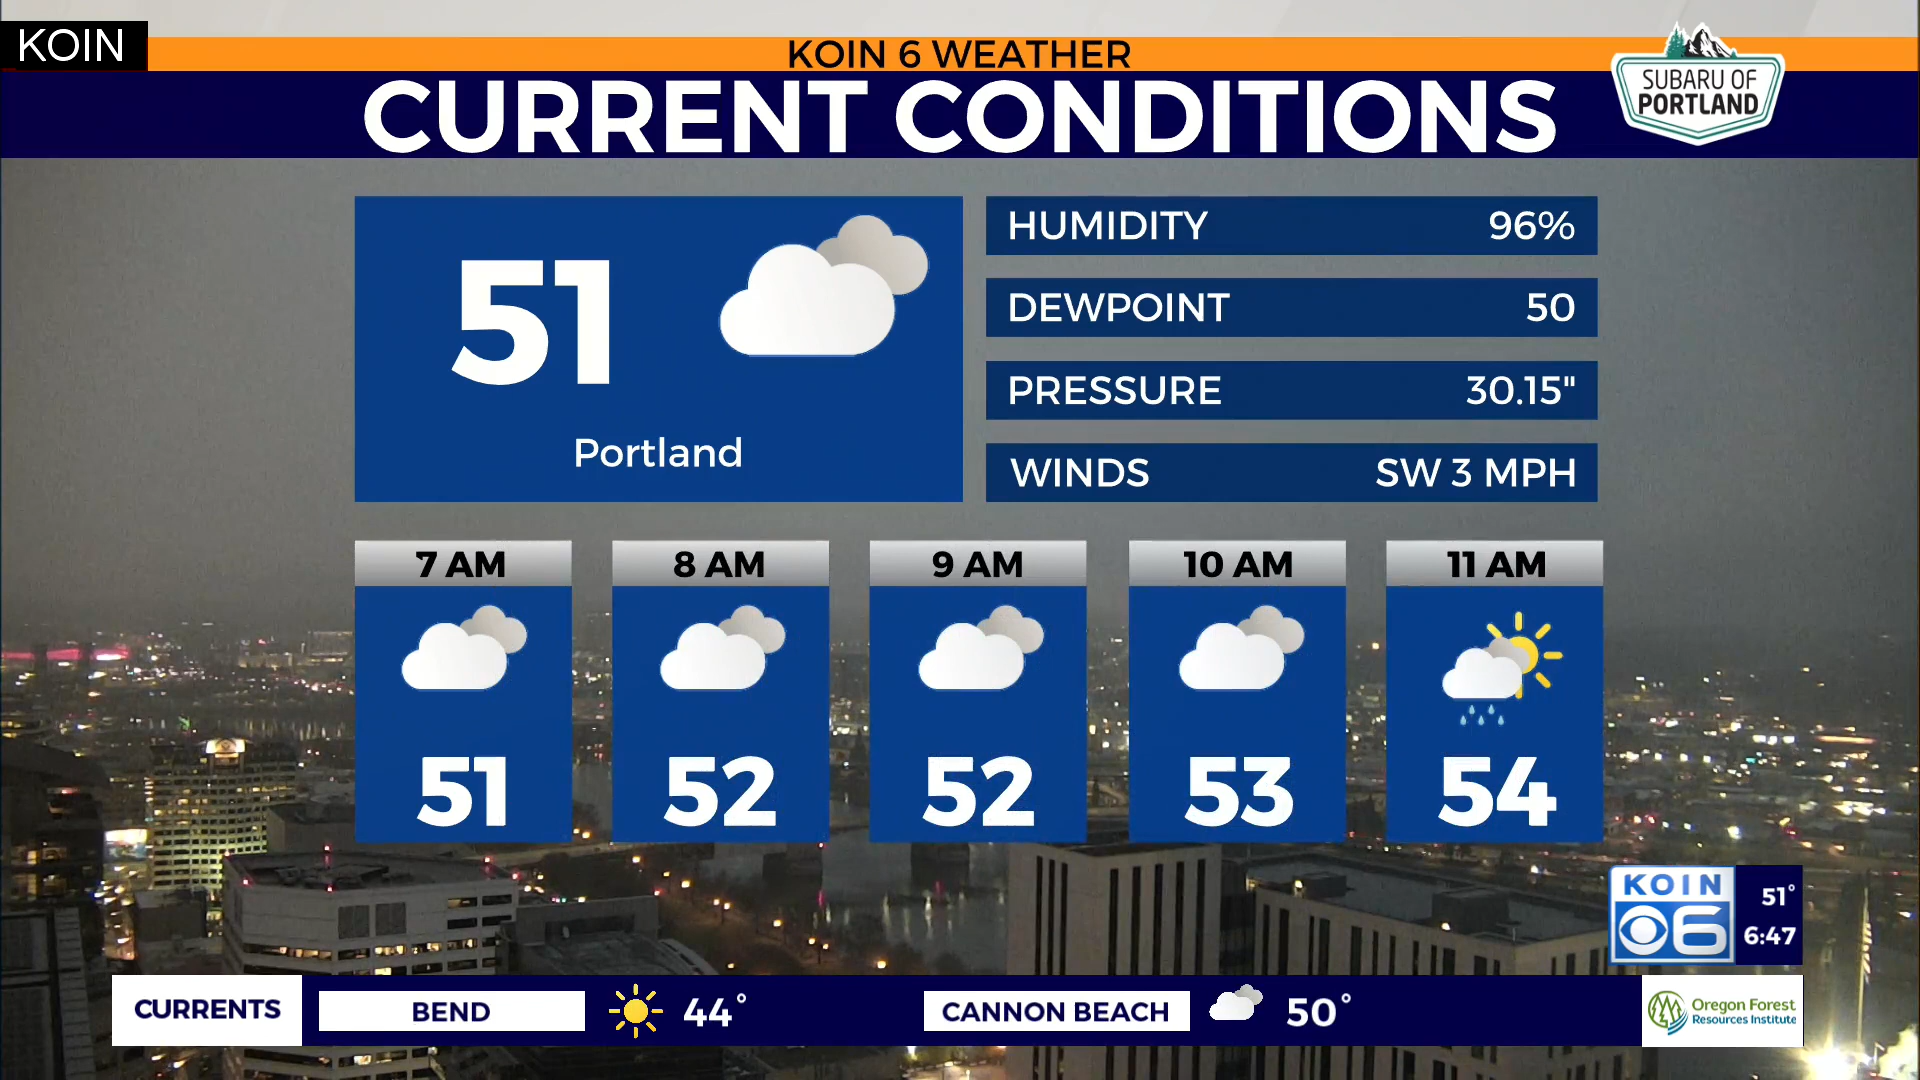 KOIN
KOIN 6 WEATHER
CURRENT CONDITIONS
SUBARU OF
PORTLAND
51
Portland
HUMIDITY 96%
DEWPOINT 50
PRESSURE 30.15"
WINDS SW 3 MPH
7 AM 8 AM 9 AM 10 AM 11 AM
51 52 52 53 54
KOIN
6
51°
6:47
CURRENTS BEND 44° CANNON BEACH 50°
Oregon Forest
Resources Institute